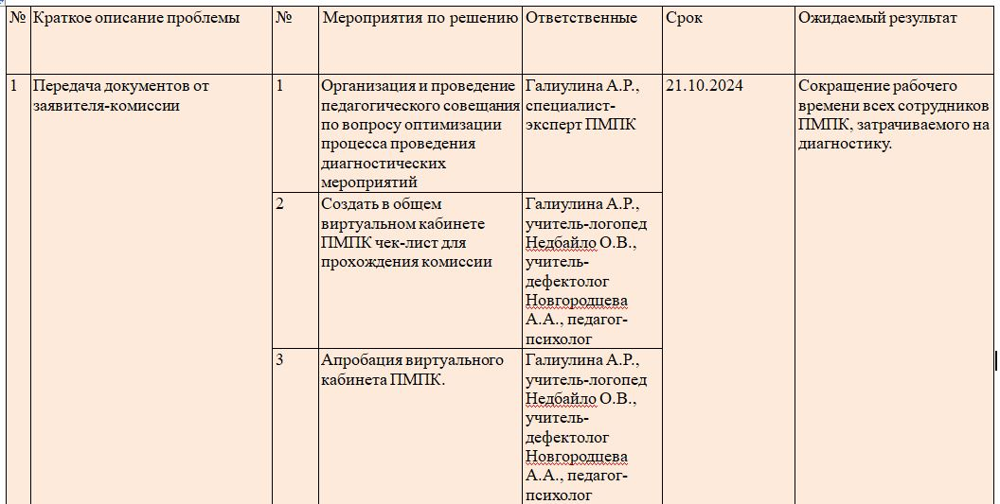 № Краткое описание проблемы № Мероприятия по решению Ответственные Срок Ожидаемый результат
1 Передача документов от
заявителя-комиссии
1 Организация и проведение
педагогического совещания
по вопросу оптимизации
процесса проведения
диагностических
мероприятий
Галиулина А.Р.,
специалист-
эксперт ПМПК
21.10.2024
Сокращение рабочего
времени всех сотрудников
ПМПК, затрачиваемого на
диагностику.
2 Создать в общем
виртуальном кабинете
ПМПК чек-лист для
прохождения комиссии
Галиулина А.Р.,
учитель-логопед
Недбайло О.В.,
учитель-
дефектолог
Новгородцева
А.А., педагог-
психолог
3 Апробация виртуального
кабинета ПМПК.
Галиулина А.Р.,
учитель-логопед
Недбайло О.В.,
учитель-
дефектолог
Новгородцева
А.А., педагог-
психолог